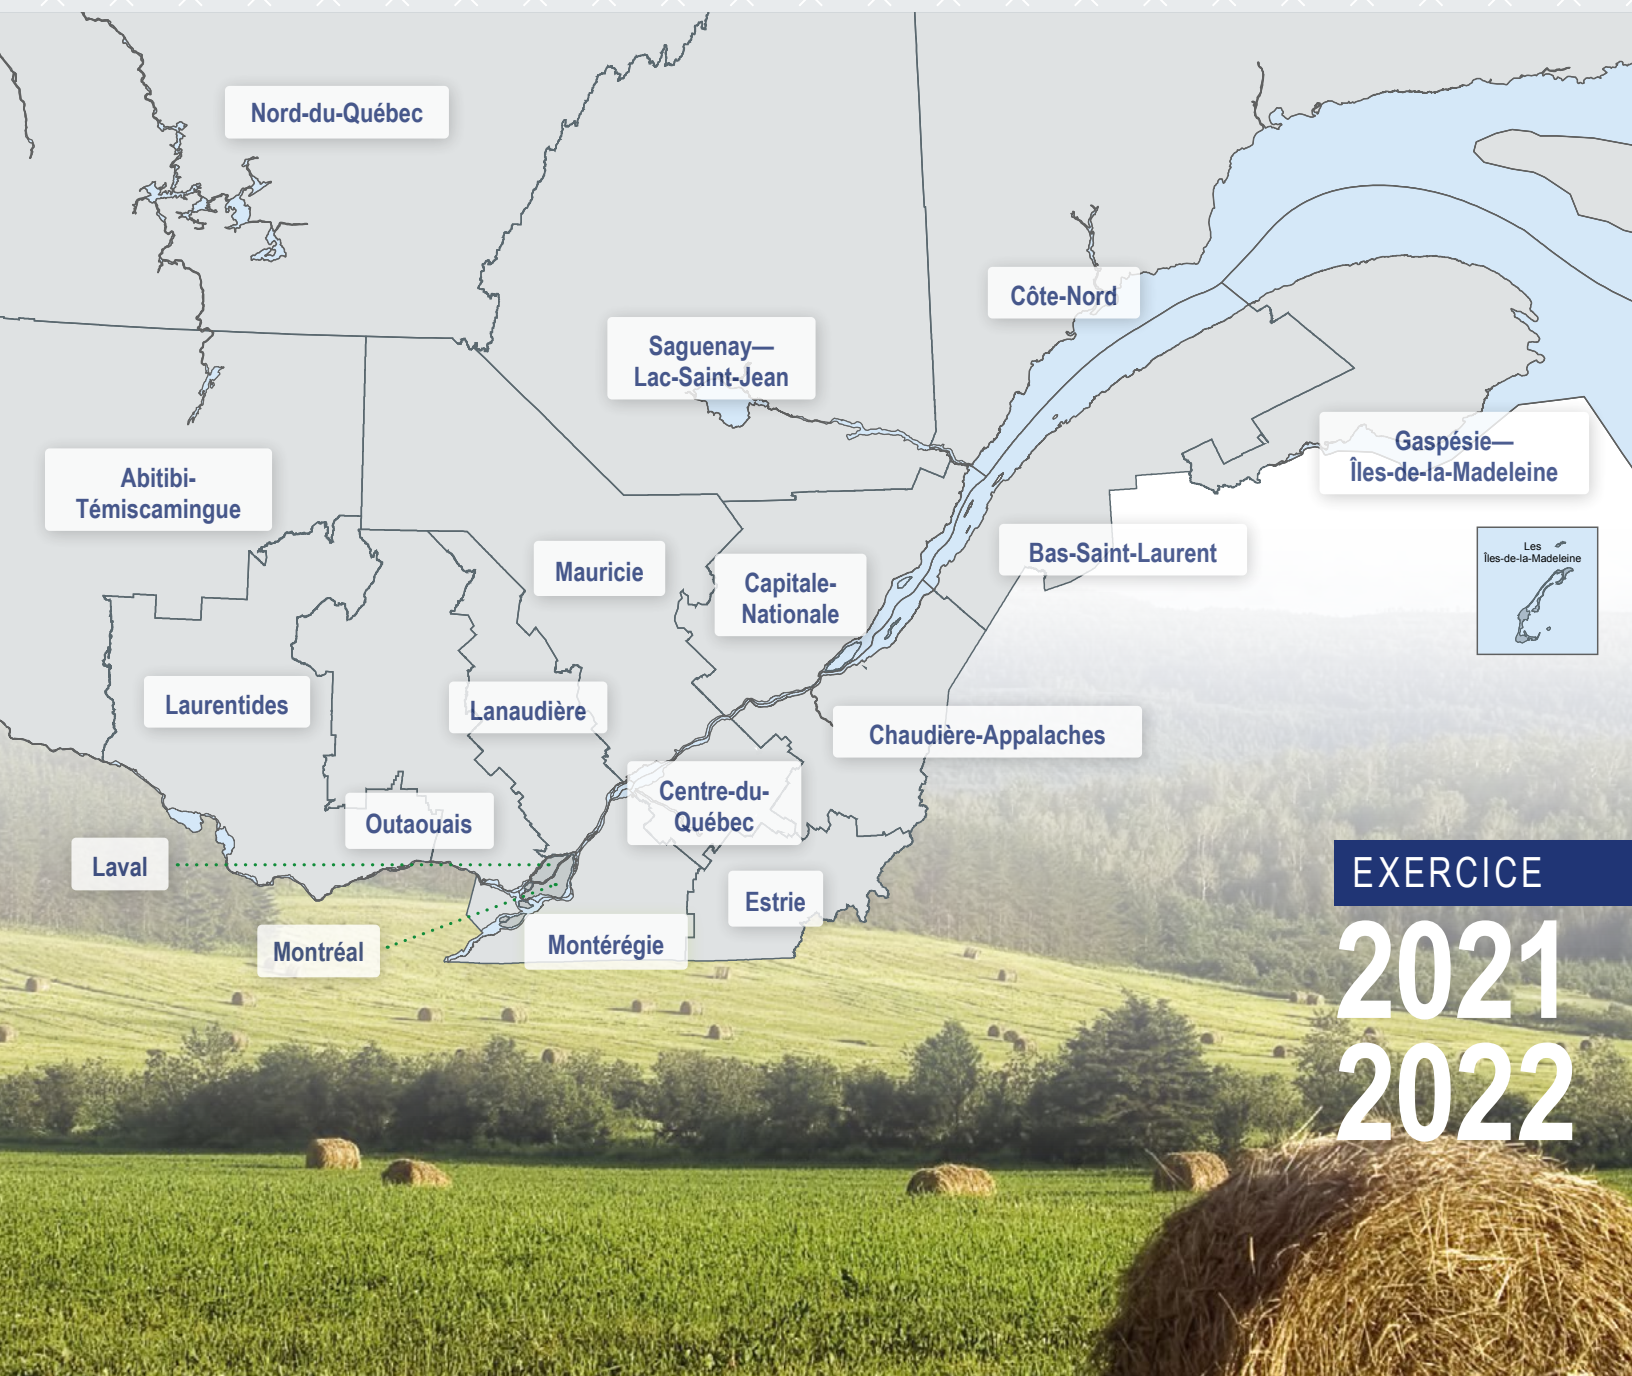 Nord-du-Québec
Côte-Nord
Saguenay—
Lac-Saint-Jean
Gaspésie—
Îles-de-la-Madeleine
Abitibi-
Témiscamingue
Bas-Saint-Laurent
Les
Îles-de-la-Madeleine
Mauricie
Capitale-
Nationale
Laurentides
Lanaudière
Chaudière-Appalaches
Centre-du-
Québec
Outaouais
Laval
Estrie
Montréal
Montérégie
EXERCICE
2021
2022